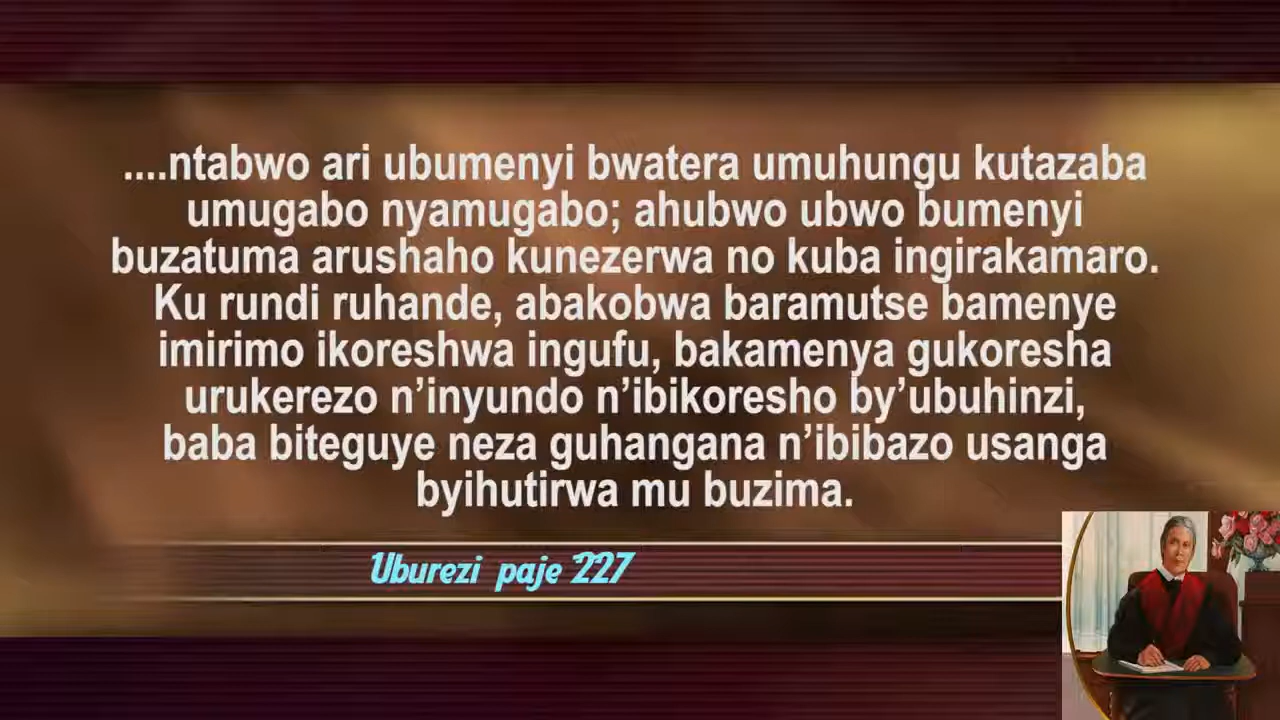 ....ntabwo ari ubumenyi bwatera umuhungu kutazaba
umugabo nyamugabo; ahubwo ubwo bumenyi
buzatuma arushaho kunezerwa no kuba ingirakamaro.
Ku rundi ruhande, abakobwa baramutse bamenye
imirimo ikoreshwa ingufu, bakamenya gukoresha
urukerezo n’inyundo n’ibikoresho by’ubuhinzi,
baba biteguye neza guhangana n’ibibazo usanga
byihutirwa mu buzima.
Uburezi paje 227